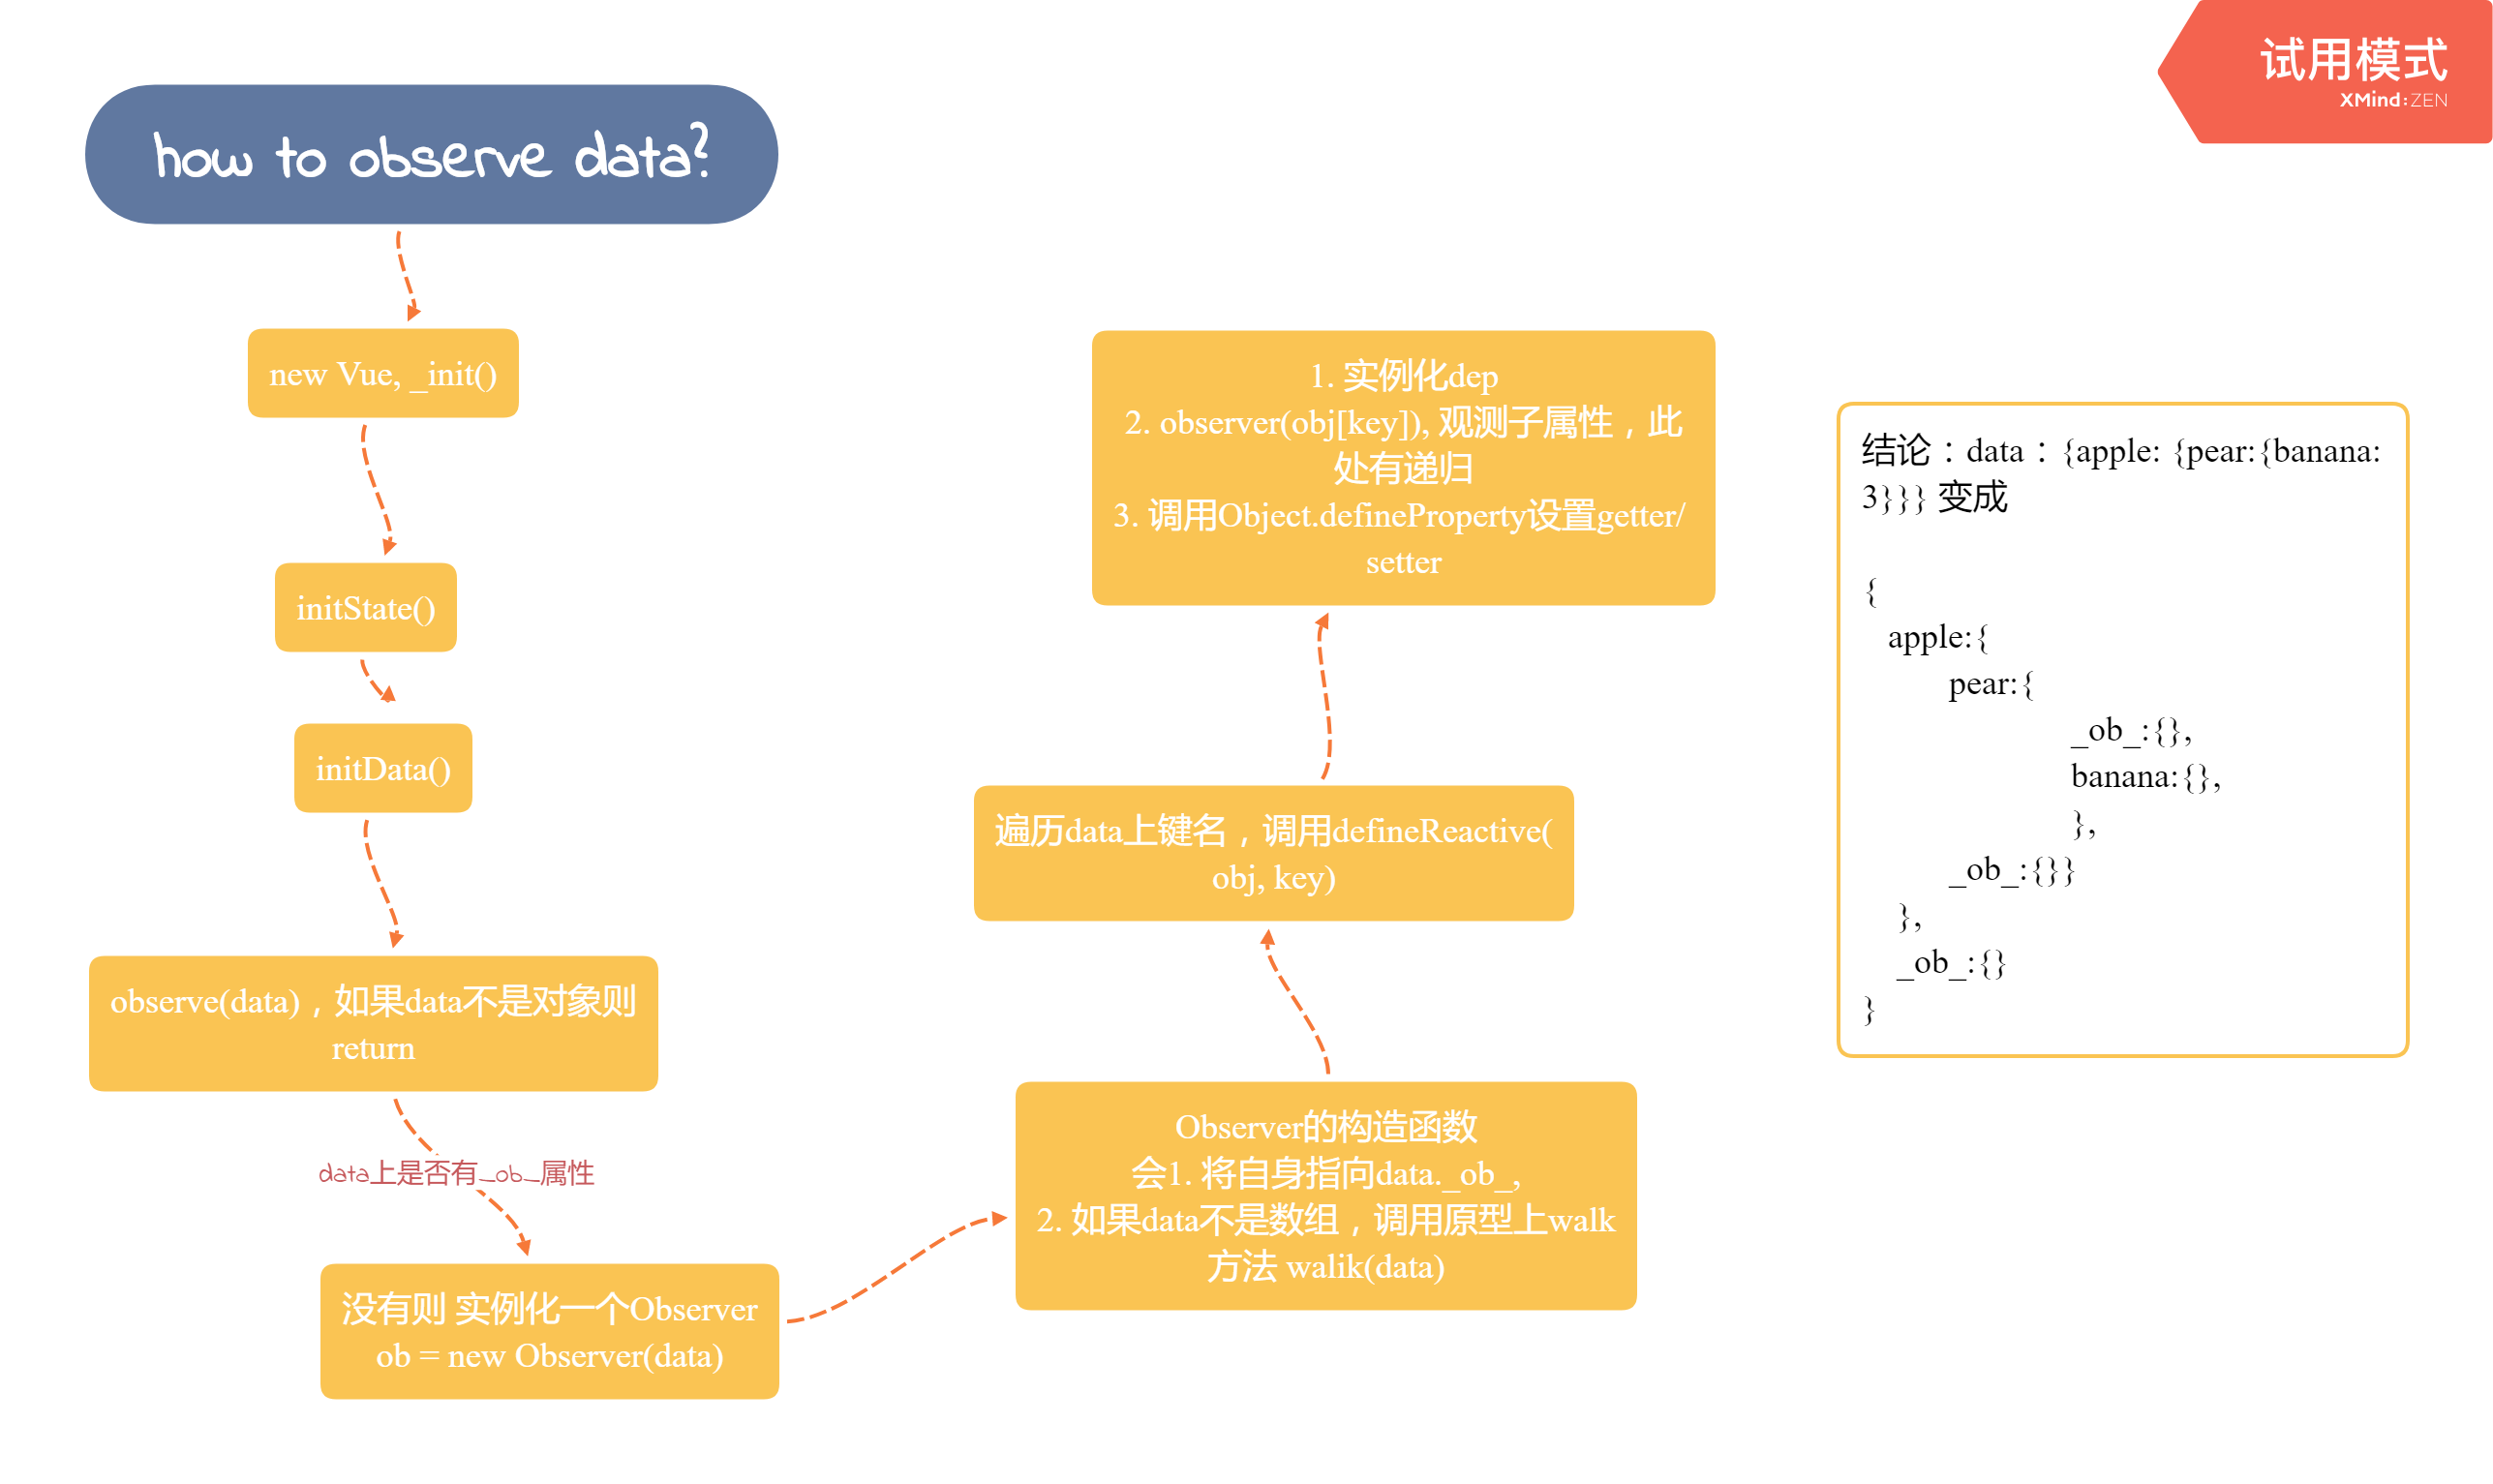 试用模式
XMind:ZEN
how to observe data?
new Vue, _init()
initState()
initData()
observe(data)，如果data不是对象则
return
data上是否有_ob_属性
没有则 实例化一个Observer
ob = new Observer(data)
Observer的构造函数
会1. 将自身指向data._ob_,
2. 如果data不是数组，调用原型上walk
方法 walik(data)
遍历data上键名，调用defineReactive(
obj, key)
1. 实例化dep
2. observer(obj[key]), 观测子属性，此
处有递归
3. 调用Object.defineProperty设置getter/
setter
结论：data：{apple: {pear:{banana:
3}}} 变成
{
apple:{
pear:{
_ob_:{},
banana:{},
},
_ob_:{}}
},
_ob_:{}
}